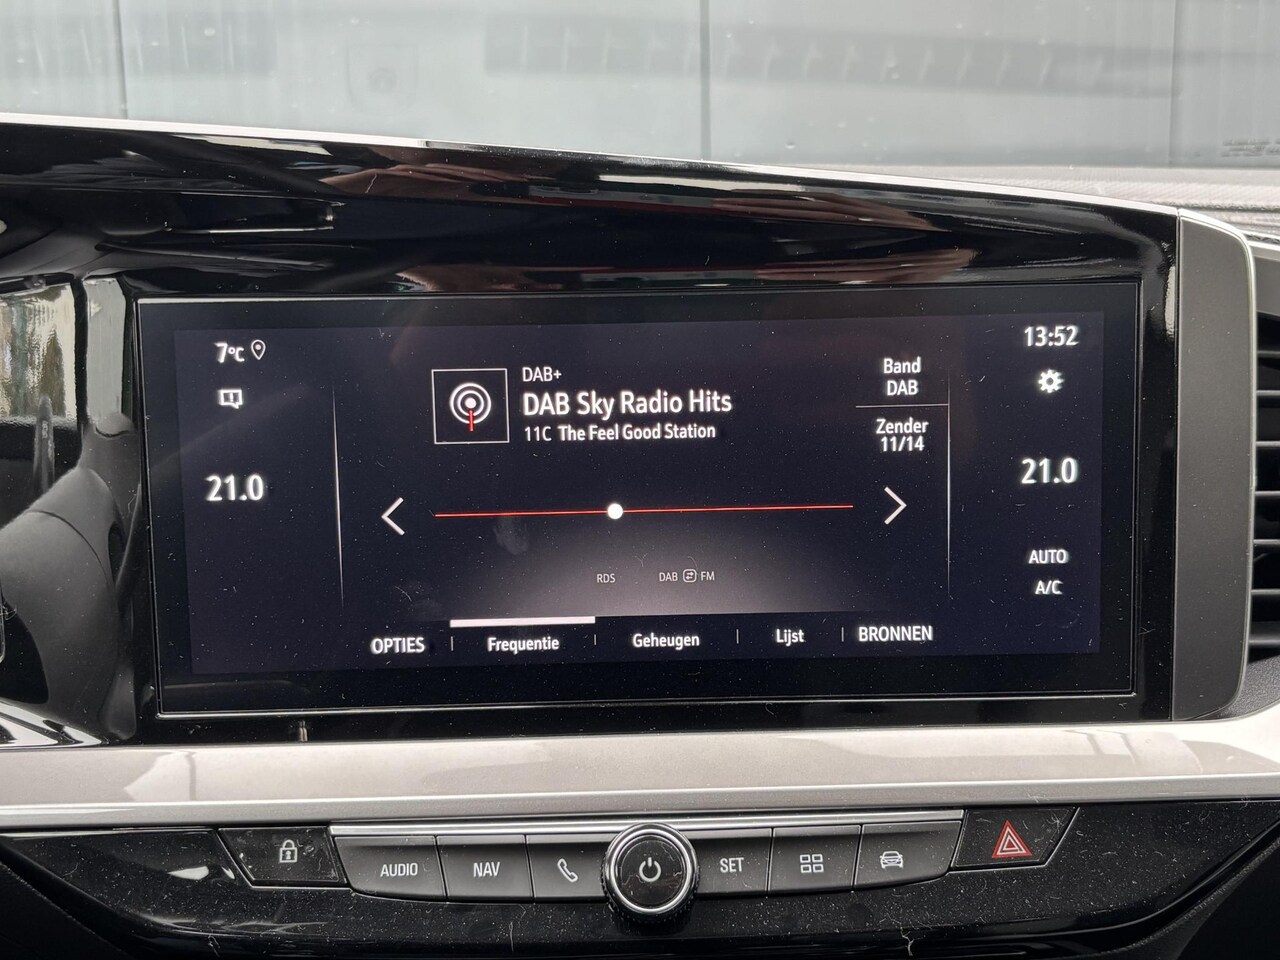 7°C
13:52
DAB+
DAB Sky Radio Hits
11C The Feel Good Station
Band
DAB
Zender
11/14
21.0
21.0
AUTO
A/C
RDS
DAB FM
OPTIES
Frequentie
Geheugen
Lijst
BRONNEN
AUDIO
NAV
SET